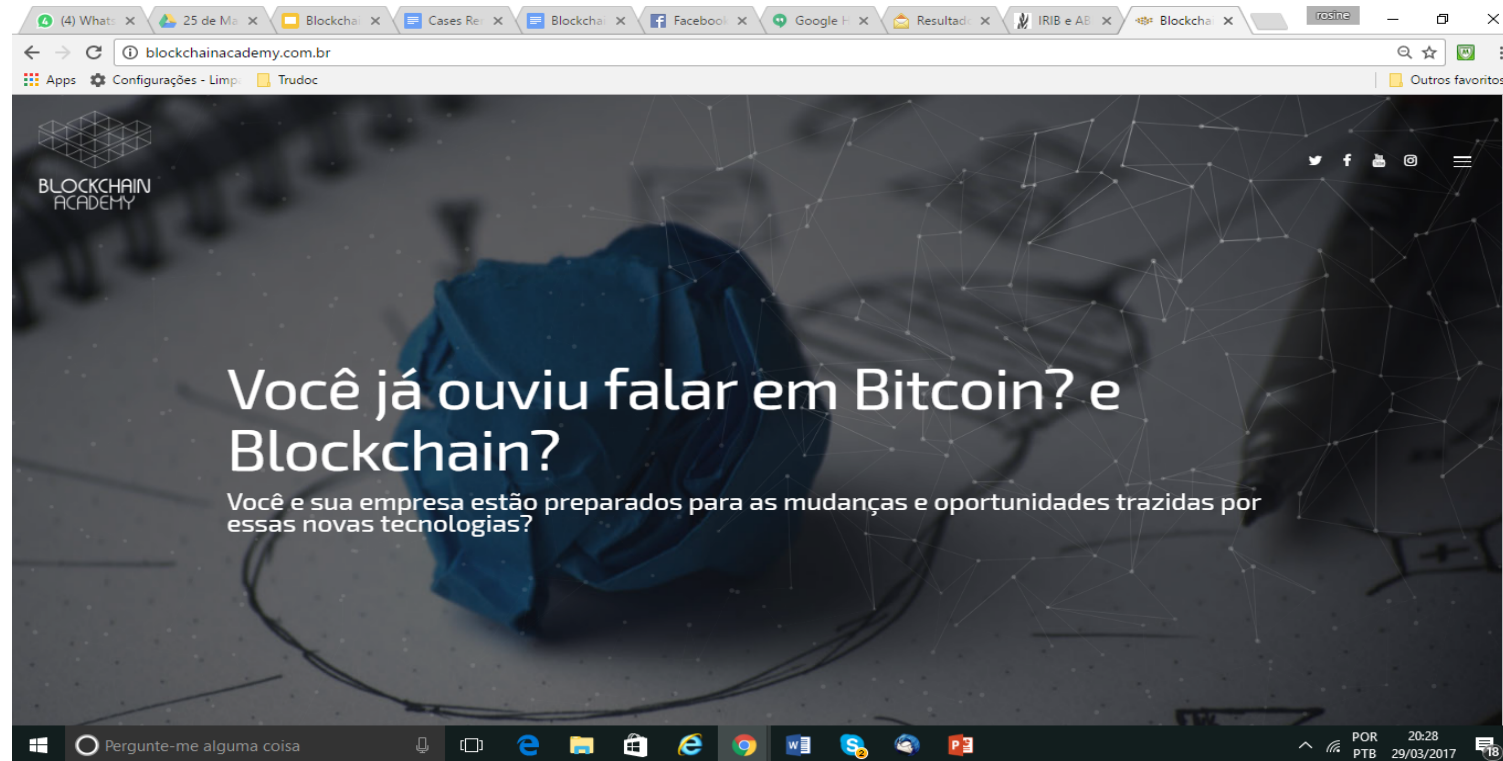 (4) Whats
25 de Ma
Blockchai
Cases Re
Blockchai
Facebook
Google H
Resultado
IRIB e AB
Blockcha
rosine
blockchainacademy.com.br
Apps
Configurações - Limp
Trudoc
Outros favoritos
BLOCKCHAIN
ACADEMY
Você já ouviu falar em Bitcoin? e
Blockchain?
Você e sua empresa estão preparados para as mudanças e oportunidades trazidas por
essas novas tecnologias?
Pergunte-me alguma coisa
POR 20:28
PTB 29/03/2017
18